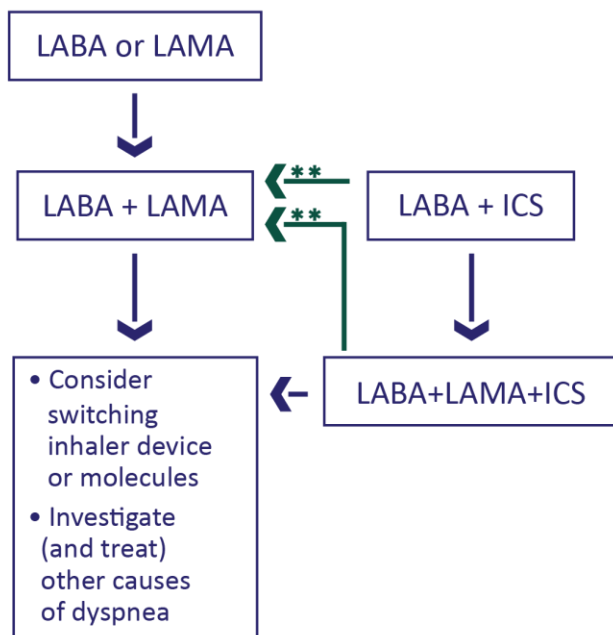 LABA or LAMA
**
LABA + LAMA
LABA + ICS
**
• Consider
switching
inhaler device
or molecules
• Investigate
(and treat)
other causes
of dyspnea
LABA+LAMA+ICS